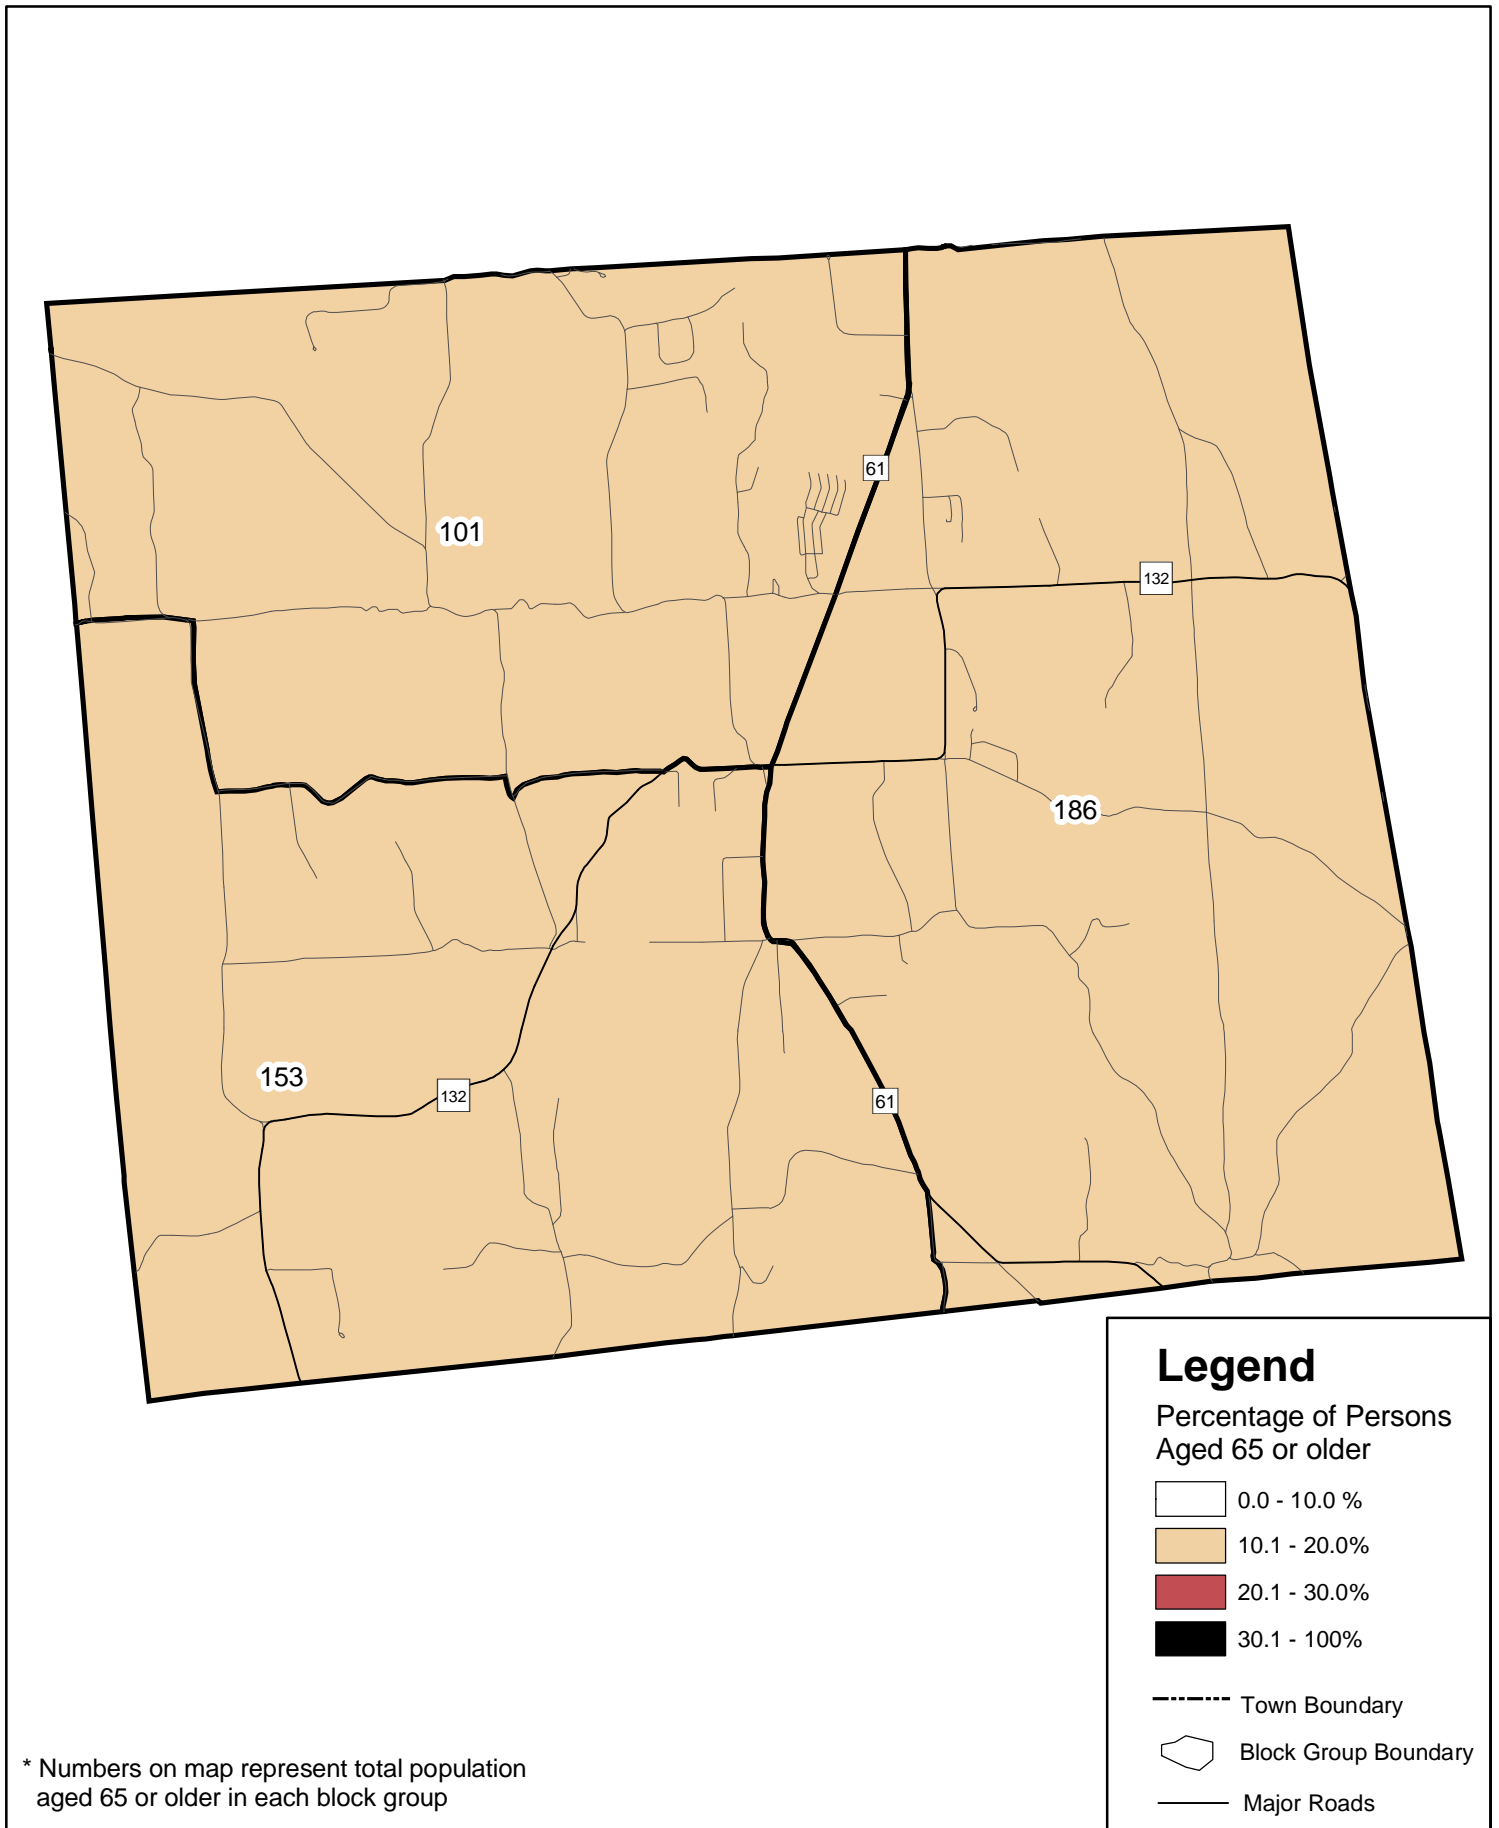 61
101
132
186
153
132
61
Legend
Percentage of Persons
Aged 65 or older
0.0 - 10.0 %
10.1 - 20.0%
20.1 - 30.0%
30.1 - 100%
Town Boundary
Block Group Boundary
Major Roads
* Numbers on map represent total population
aged 65 or older in each block group